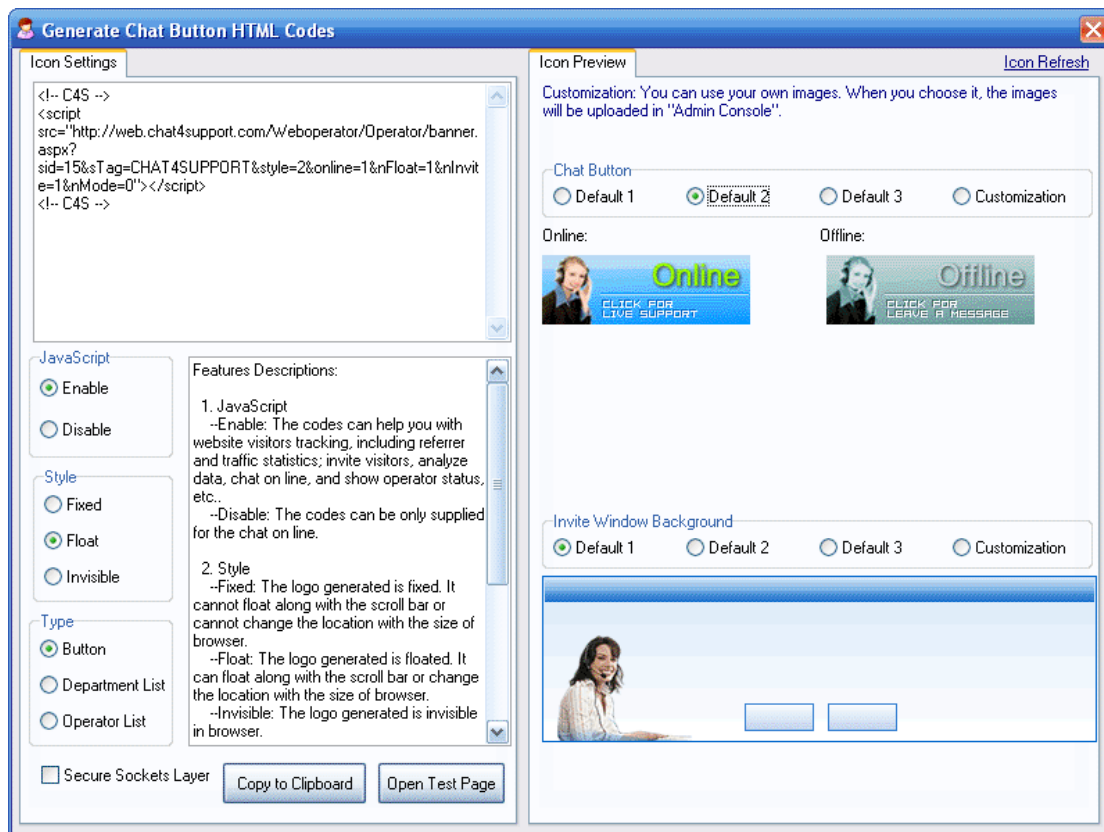 Generate Chat Button HTML Codes
Icon Settings
<!-- C4S -->
<script
src="http://web.chat4support.com/Weboperator/Operator/banner.
aspx?
sid=15&sTag=CHAT4SUPPORT&style=2&online=1&nFloat=1&nInvit
e=1&nMode=0"></script>
<!-- C4S -->
JavaScript
Enable
Disable
Style
Fixed
Float
Invisible
Type
Button
Department List
Operator List
Features Descriptions:
1. JavaScript
--Enable: The codes can help you with
website visitors tracking, including referrer
and traffic statistics; invite visitors, analyze
data, chat on line, and show operator status,
etc..
--Disable: The codes can be only supplied
for the chat on line.
2. Style
--Fixed: The logo generated is fixed. It
cannot float along with the scroll bar or
cannot change the location with the size of
browser.
--Float: The logo generated is floated. It
can float along with the scroll bar or change
the location with the size of browser.
--Invisible: The logo generated is invisible
in browser.
Secure Sockets Layer
Copy to Clipboard
Open Test Page
Icon Preview
Icon Refresh
Customization: You can use your own images. When you choose it, the images
will be uploaded in "Admin Console".
Chat Button
Default 1
Default 2
Default 3
Customization
Online:
Offline:
Online
CLICK FOR
LIVE SUPPORT
Offline
CLICK FOR
LEAVE A MESSAGE
Invite Window Background
Default 1
Default 2
Default 3
Customization